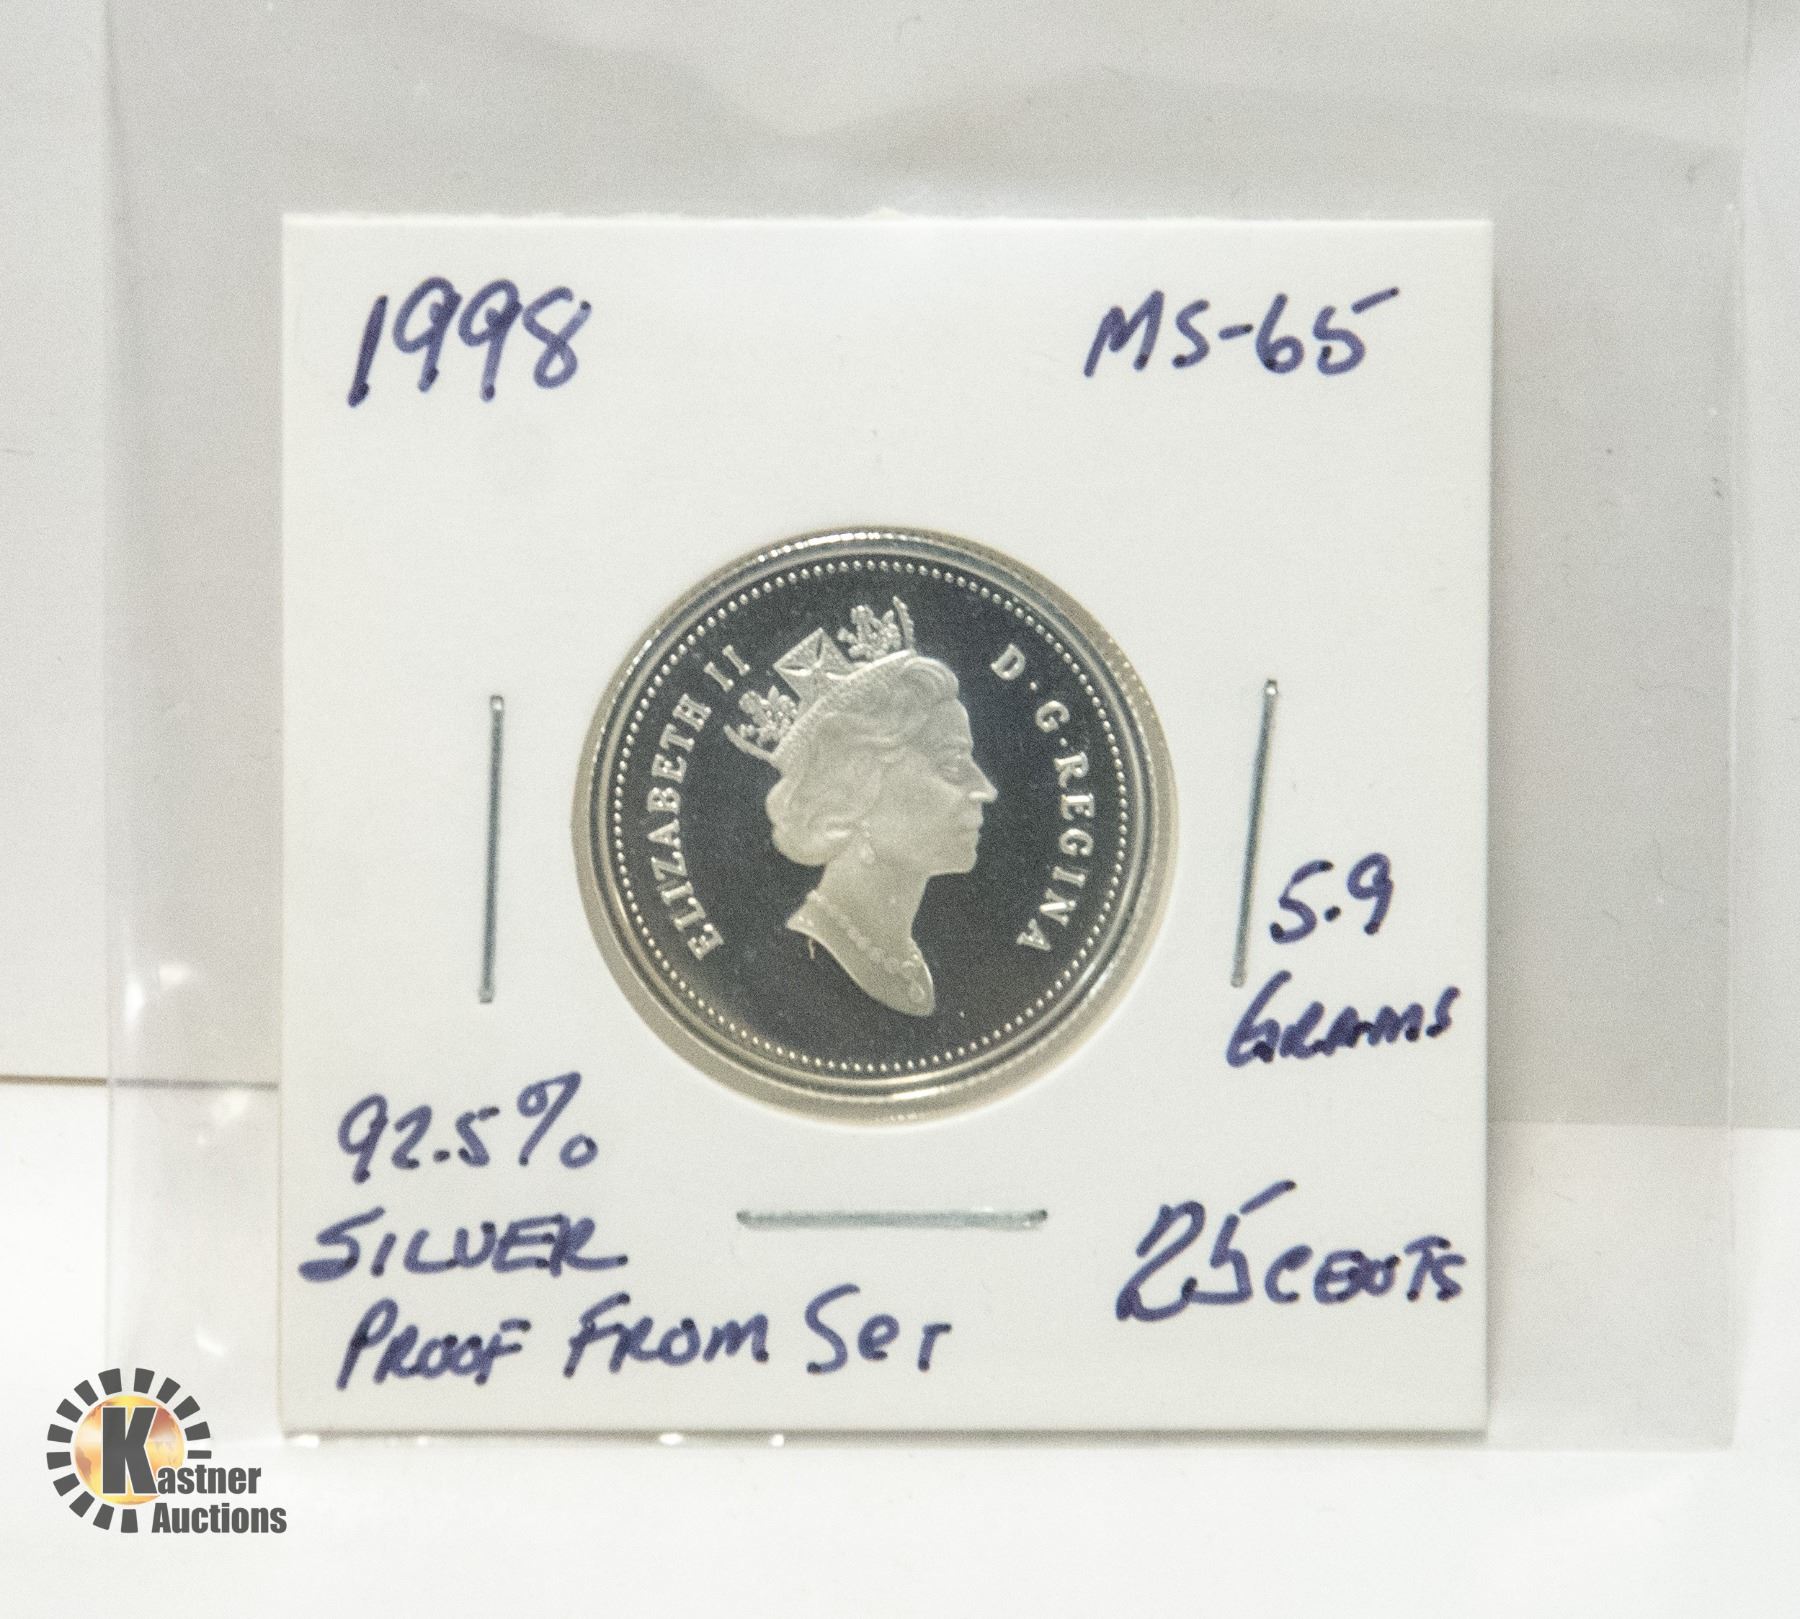 1998
MS-65
ELIZABETH II
D·G·REGINA
5.9
GRAMS
92.5%
SILVER
PROOF FROM Set
25 CENTS
Kastner
Auctions